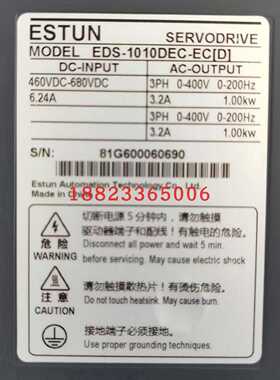 ESTUN
SERVODRIVE
MODEL EDS-1010DEC-EC[D]
DC-INPUT AC-OUTPUT
460VDC-680VDC 3PH 0-400V 0-200Hz
6.24A 3.2A 1.00kw
3PH 0-400V 0-200Hz
3.2A 1.00kw
S/N:
81G600060690
Estun Automation Technology Co.,Ltd
Made in China
18823365006
切断电源5分钟内,请勿触摸
驱动器端子和配线!有触电的危险。
危险
WARNING
Disconnect all power and wait 5 min.
before servicing. May cause electric shock
注意
CAUTION
请勿触摸散热片!有烫伤危险
Do not touch heatsink. May cause burn.
接地端子必须接地。
Use proper grounding techniques.